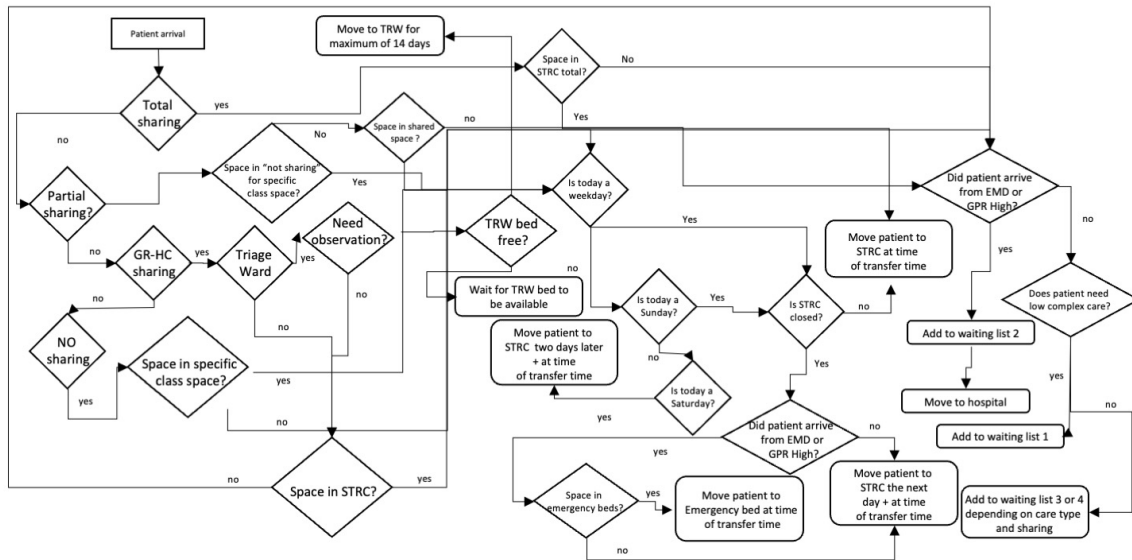 Patient arrival
Move to TRW for
maximum of 14 days
Space in
STRC total?
No
Total
sharing
yes
no
Yes
No
Space in shared
space ?
no
Space in “not sharing”
for specific
class space?
Yes
Is today a
weekday?
Did patient arrive
from EMD or
GPR High?
Partial
sharing?
no
GR-HC
sharing
yes
Triage
Ward
yes
Need
observation?
TRW bed
free?
Yes
Move patient to
STRC at time
of transfer time
yes
no
no
no
no
no
Wait for TRW bed to
be available
Is today a
Sunday?
Yes
Is STRC
closed?
no
Does patient need
low complex care?
NO
sharing
Move patient to
STRC two days later
+ at time
of transfer time
no
Add to waiting list 2
Space in specific
class space?
yes
yes
Is today a
Saturday?
Yes
yes
Move to hospital
no
no
yes
Did patient arrive
from EMD or
GPR High?
no
Add to waiting list 1
no
yes
no
Space in STRC?
yes
Space in
emergency beds?
yes
Move patient to
Emergency bed at time
of transfer time
Move patient to
STRC the next
day + at time
of transfer time
Add to waiting list 3 or 4
depending on care type
and sharing
no